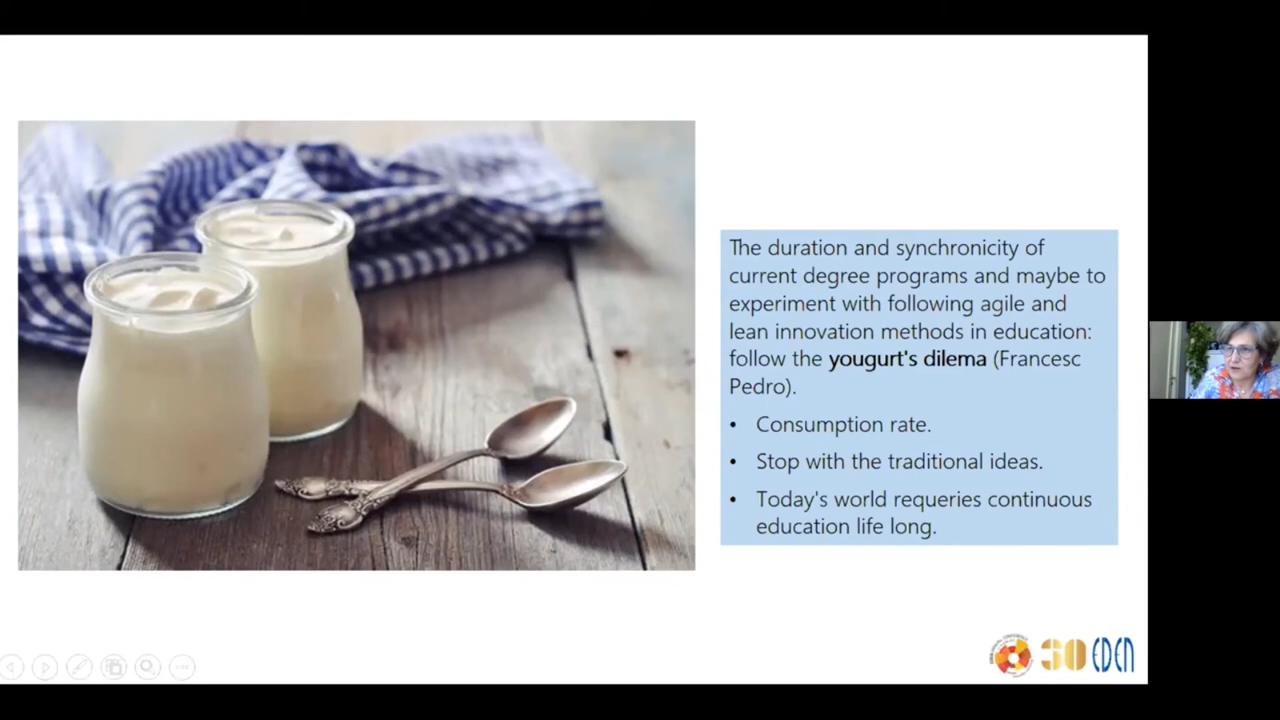 The duration and synchronicity of
current degree programs and maybe to
experiment with following agile and
lean innovation methods in education:
follow the yougurt's dilema (Francesc
Pedro).
• Consumption rate.
• Stop with the traditional ideas.
• Today's world requeries continuous
education life long.
30 EDEN